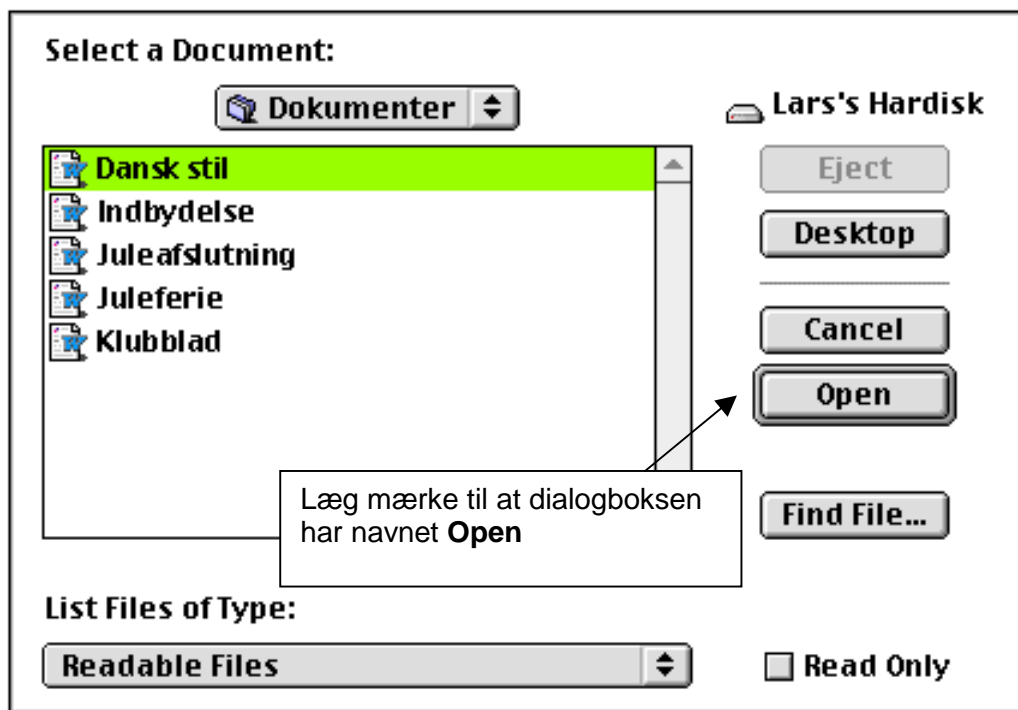 Select a Document:
Dokumenter
Lars's Hardisk
Dansk stil
Indbydelse
Juleafslutning
Juleferie
Klubblad
Eject
Desktop
Cancel
Open
Find File...
Læg mærke til at dialogboksen
har navnet Open
List Files of Type:
Readable Files
Read Only